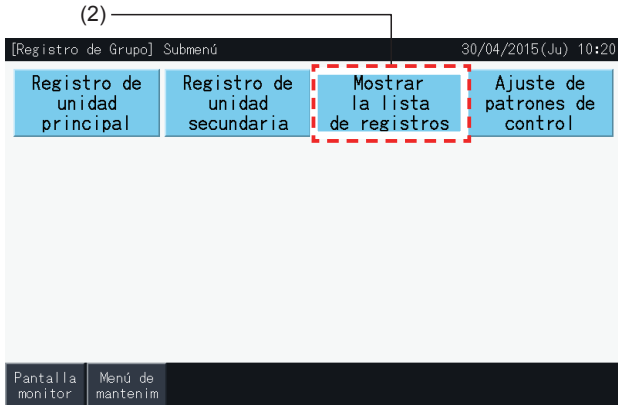 (2)
[Registro de Grupo] Submenú 30/04/2015(Ju) 10:20
Registro de
unidad
principal
Registro de
unidad
secundaria
Mostrar
la lista
de registros
Ajuste de
patrones de
control
Pantalla
monitor
Menú de
mantenim